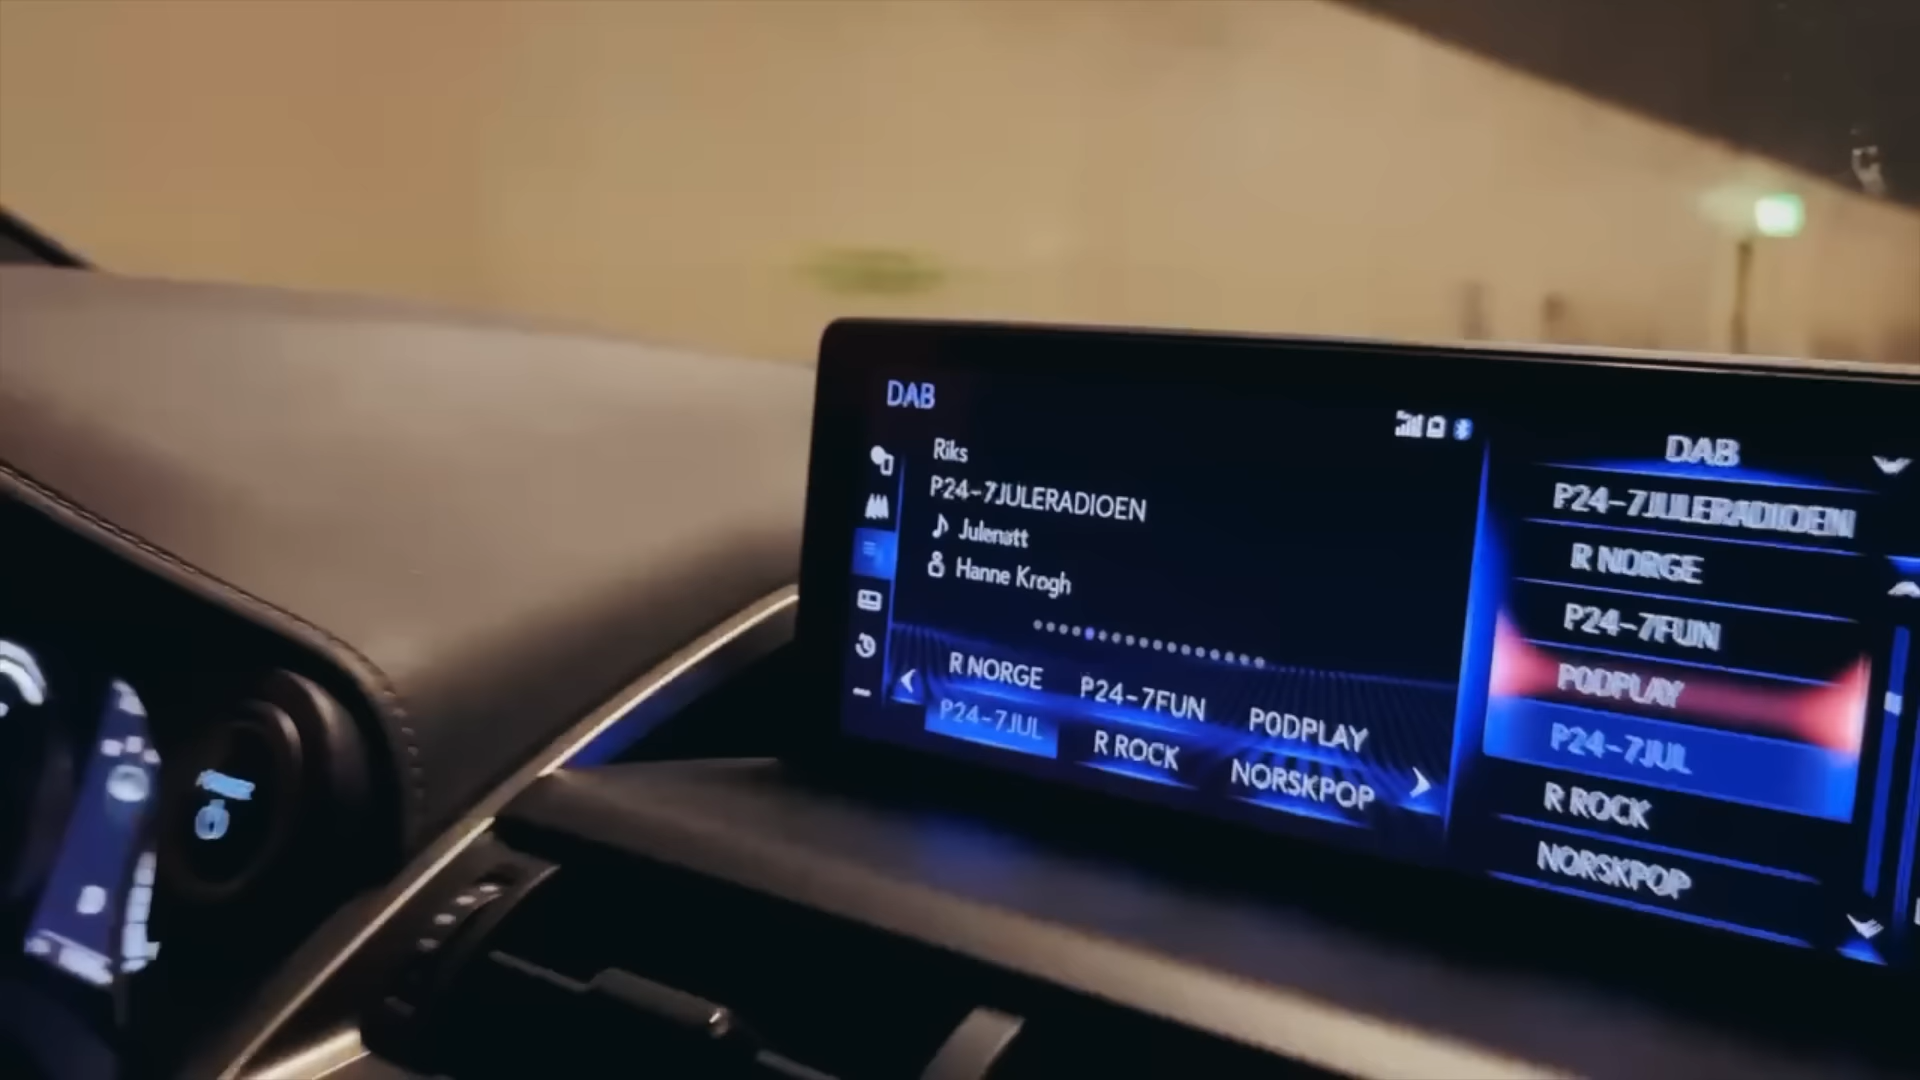 DAB
Riks
P24-7JULERADIOEN
Julenatt
Hanne Krogh
R NORGE
P24-7FUN
PODPLAY
P24-7JUL
R ROCK
NORSKPOP
DAB
P24-7JULERADIOEN
R NORGE
P24-7FUN
PODPLAY
P24-7JUL
R ROCK
NORSKPOP